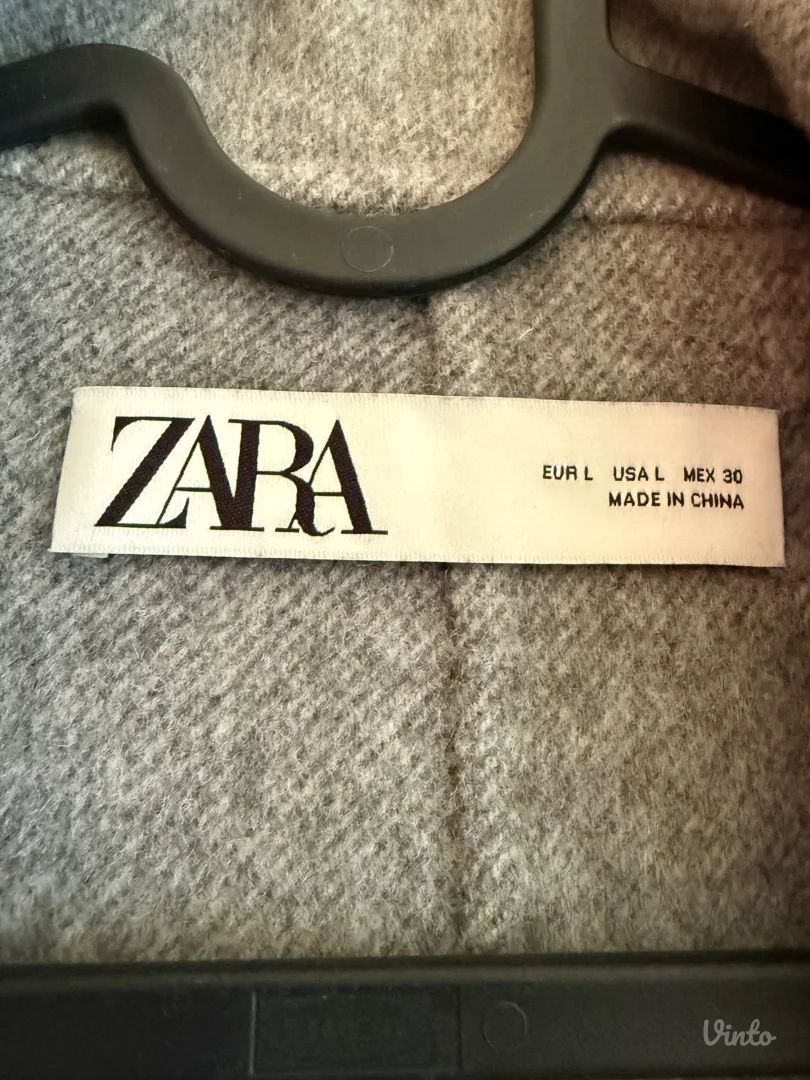 ZARA
EUR L USA L MEX 30
MADE IN CHINA
Vinto